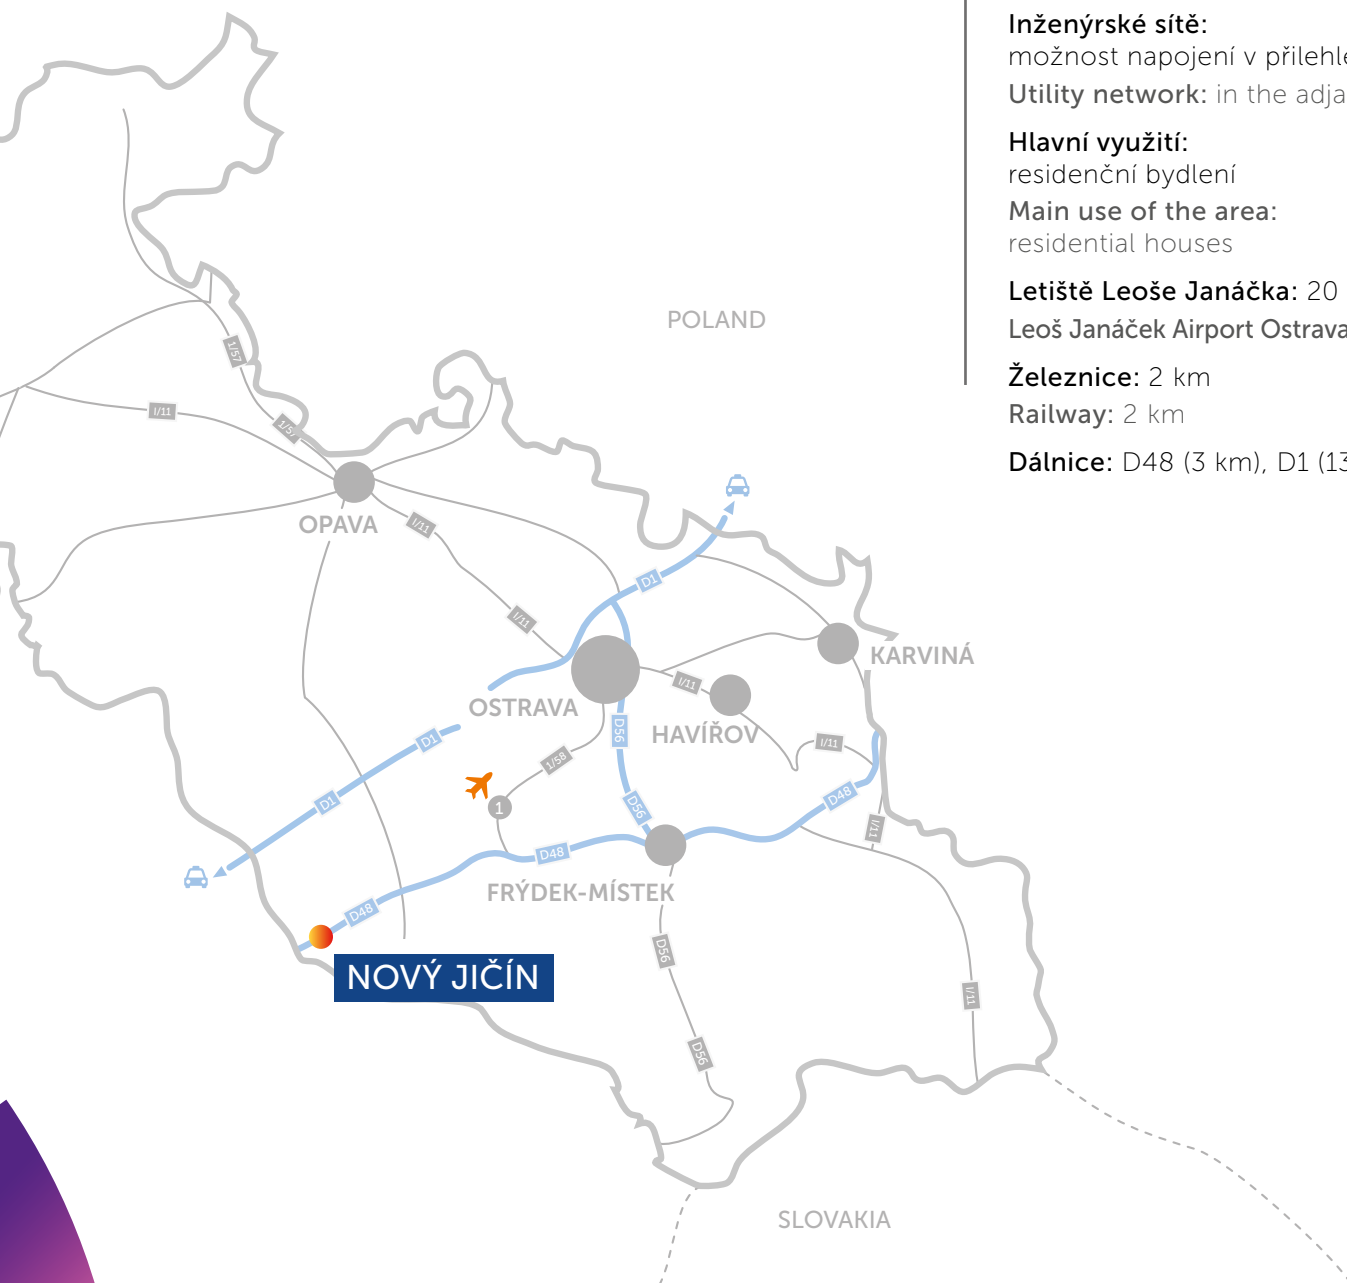 Inženýrské sítě:
možnost napojení v
Utility network: in the
Hlavní využití:
residenční bydlení
Main use of the area:
residential houses
Letiště Leoše Janáčka: 20
Leoš Janáček Airport Ostrava
Železnice: 2 km
Railway: 2 km
Dálnice: D48 (3 km), D1
POLAND
1/57
I/11
1/57
OPAVA
I/11
D1
I/11
KARVINÁ
I/11
OSTRAVA
D56
HAVÍŘOV
D1
I/11
1/58
D1
D56
D48
1
I/11
D48
FRÝDEK-MÍSTEK
D48
D56
NOVÝ JIČÍN
I/11
D56
SLOVAKIA